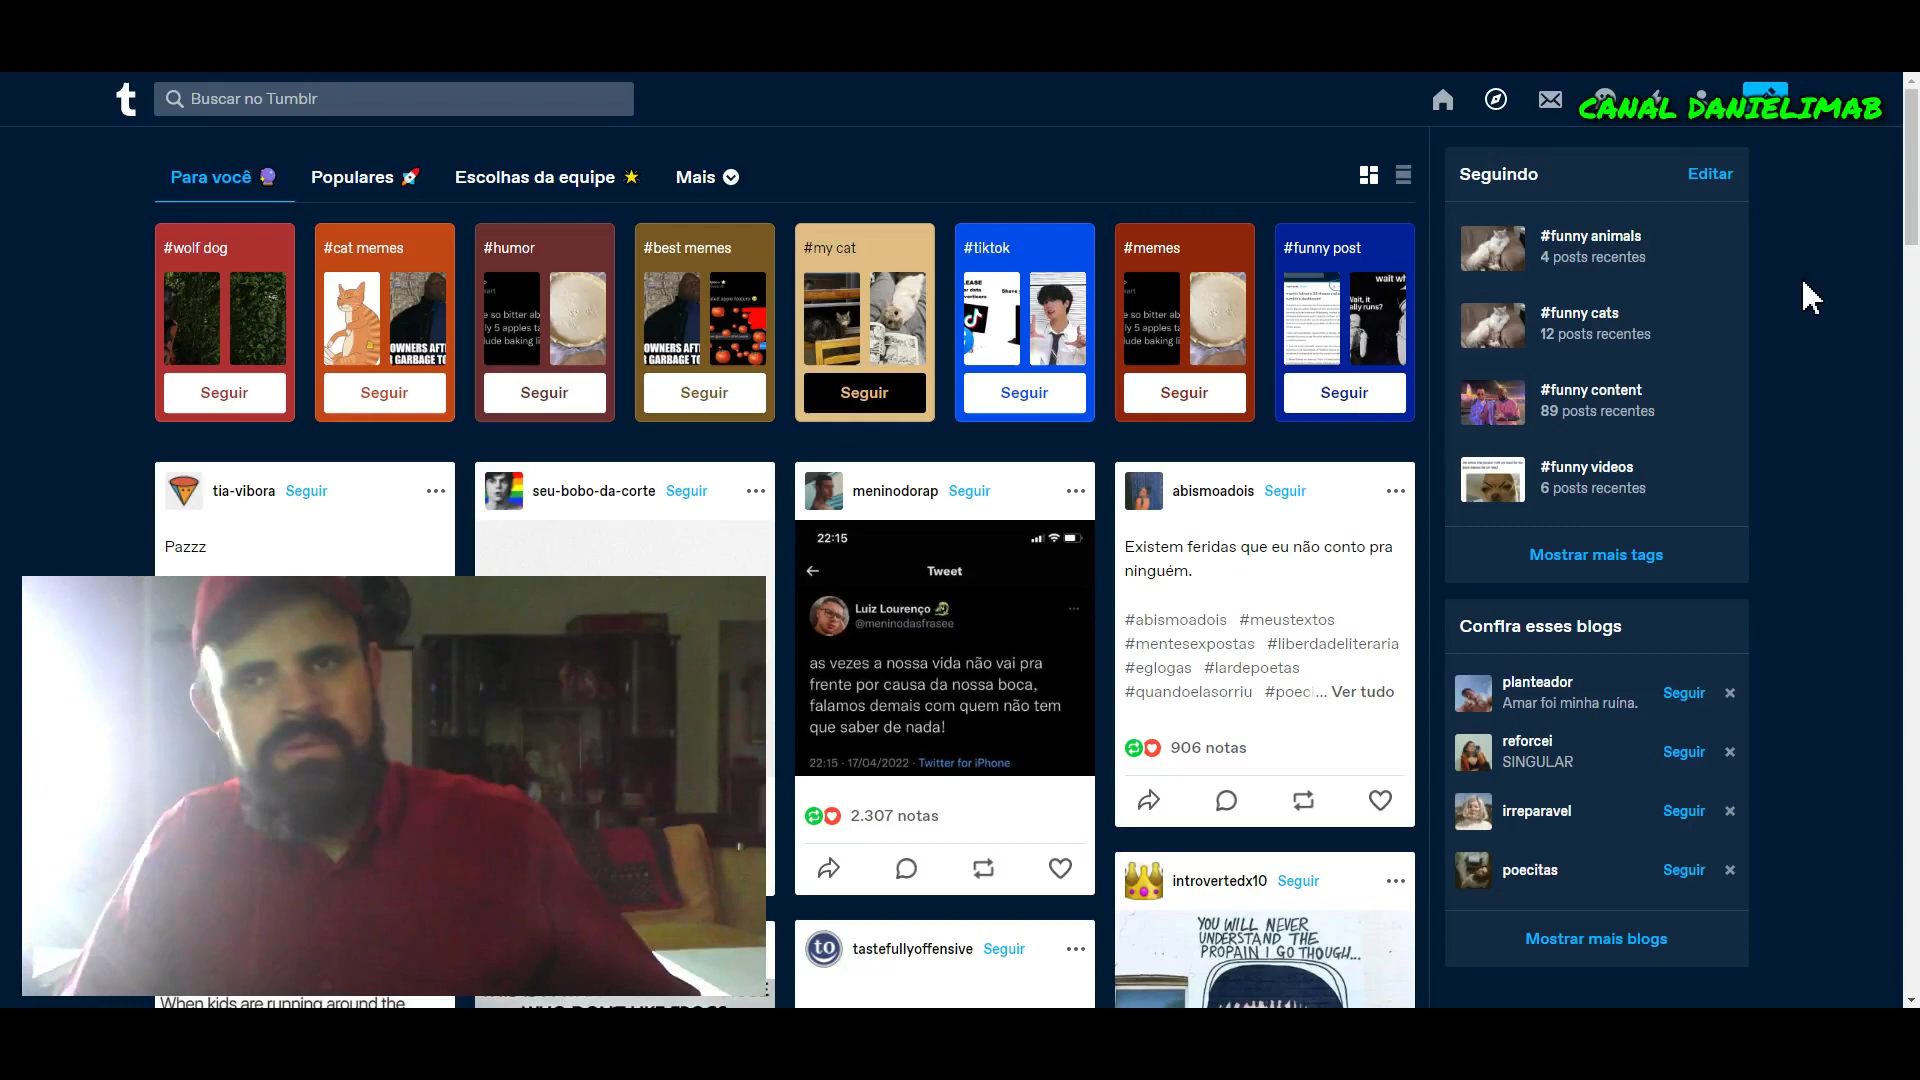 t
Buscar no Tumblr
CANAL DANIELIMAB
Para você
Populares
Escolhas da equipe
Mais
Seguindo
Editar
#wolf dog
#cat memes
#humor
#best memes
#my cat
#tiktok
#memes
#funny post
Seguir
Seguir
Seguir
Seguir
Seguir
Seguir
Seguir
Seguir
#funny animals
4 posts recentes
#funny cats
12 posts recentes
#funny content
89 posts recentes
#funny videos
6 posts recentes
Mostrar mais tags
tia-vibora Seguir
Pazzz
When kids are running around the
seu-bobo-da-corte Seguir
meninodorap Seguir
22:15
Tweet
Luiz Lourenço
@meninodasfrasee
as vezes a nossa vida não vai pra
frente por causa da nossa boca,
falamos demais com quem não tem
que saber de nada!
22:15 · 17/04/2022 · Twitter for iPhone
2.307 notas
to
tastefullyoffensive Seguir
abismoadois Seguir
Existem feridas que eu não conto pra
ninguém.
#abismoadois #meustextos
#mentesexpostas #liberdadeliteraria
#eglogas #lardepoetas
#quandoelasorriu #poec... Ver tudo
906 notas
introvertedx10 Seguir
YOU WILL NEVER
UNDERSTAND THE
PROPAIN I GO THOUGH...
Confira esses blogs
planteador
Amar foi minha ruína.
Seguir
reforcei
SINGULAR
Seguir
irreparavel
Seguir
poecitas
Seguir
Mostrar mais blogs